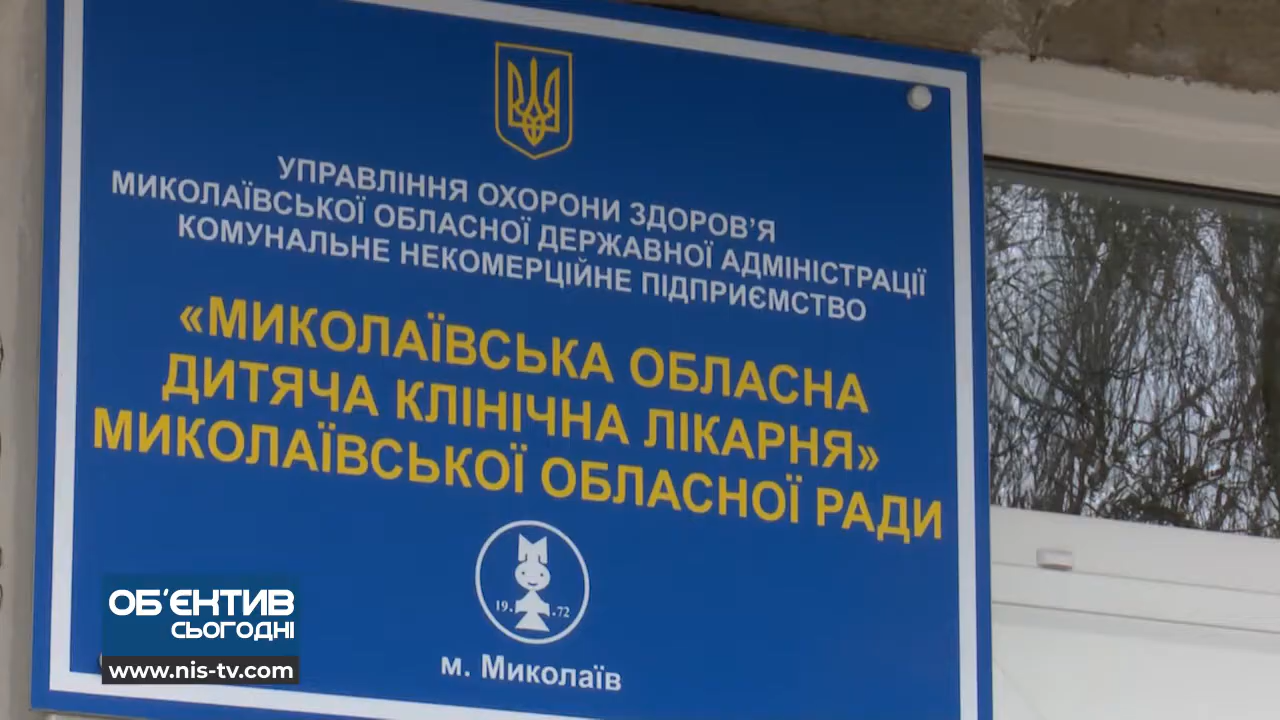 УПРАВЛІННЯ ОХОРОНИ ЗДОРОВ'Я
МИКОЛАЇВСЬКОЇ ОБЛАСНОЇ ДЕРЖАВНОЇ АДМІНІСТРАЦІЇ
КОМУНАЛЬНЕ НЕКОМЕРЦІЙНЕ ПІДПРИЄМСТВО
«МИКОЛАЇВСЬКА ОБЛАСНА
ДИТЯЧА КЛІНІЧНА ЛІКАРНЯ»
МИКОЛАЇВСЬКОЇ ОБЛАСНОЇ РАДИ
19 72
м. Миколаїв
ОБ'ЄКТИВ
СЬОГОДНІ
www.nis-tv.com